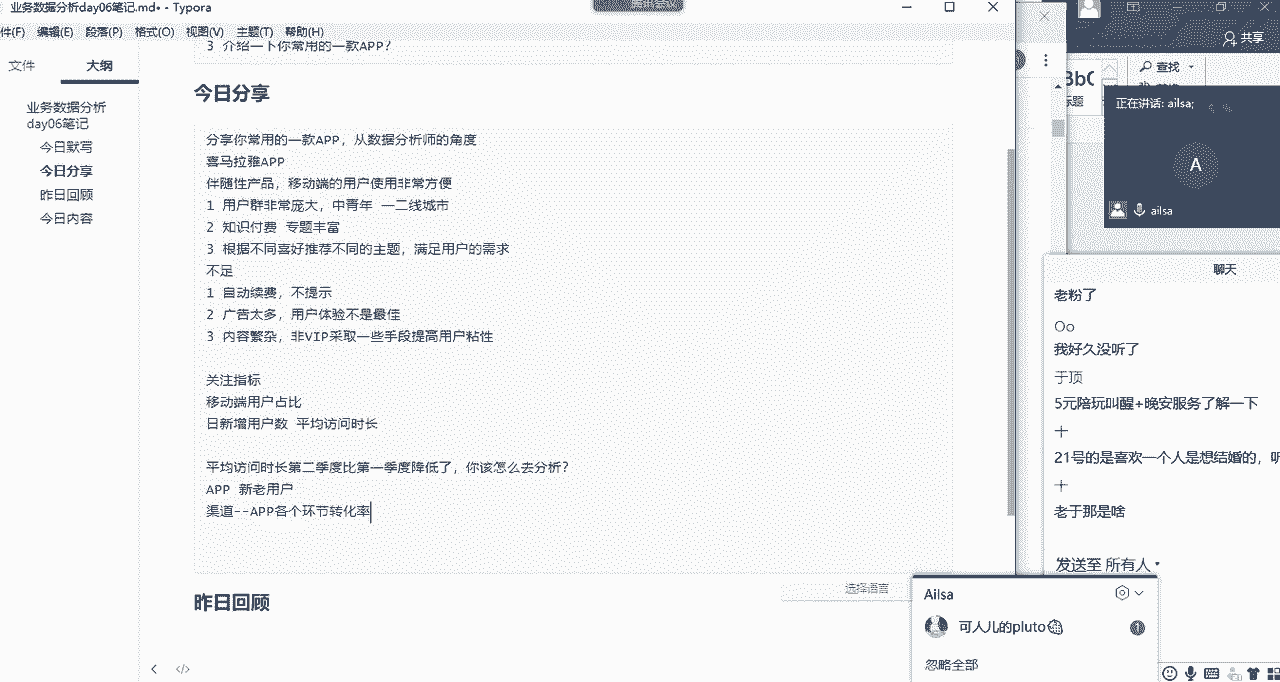 业务数据分析day06笔记.md• - Typora
件(F) 编辑(E) 段落(P) 格式(O) 视图(V) 主题(T) 帮助(H)
文件 大纲
业务数据分析
day06笔记
今日默写
今日分享
昨日回顾
今日内容
3 介绍一下你常用的一款APP?
今日分享
分享你常用的一款APP，从数据分析师的角度
喜马拉雅APP
伴随性产品，移动端的用户使用非常方便
1 用户群非常庞大，中青年 一二线城市
2 知识付费 专题丰富
3 根据不同喜好推荐不同的主题，满足用户的需求
不足
1 自动续费，不提示
2 广告太多，用户体验不是最佳
3 内容繁杂，非VIP采取一些手段提高用户粘性
关注指标
移动端用户占比
日新增用户数 平均访问时长
平均访问时长第二季度比第一季度降低了，你该怎么去分析？
APP 新老用户
渠道--APP各个环节转化率
选择语言
昨日回顾
共享
查找
BbC
标题
正在讲话: ailsa;
A
ailsa
聊天
老粉了
Oo
我好久没听了
于顶
5元陪玩叫醒+晚安服务了解一下
十
21号的是喜欢一个人是想结婚的，听
十
老于那是啥
发送至 所有人
Ailsa
可人儿的pluto
1
忽略全部